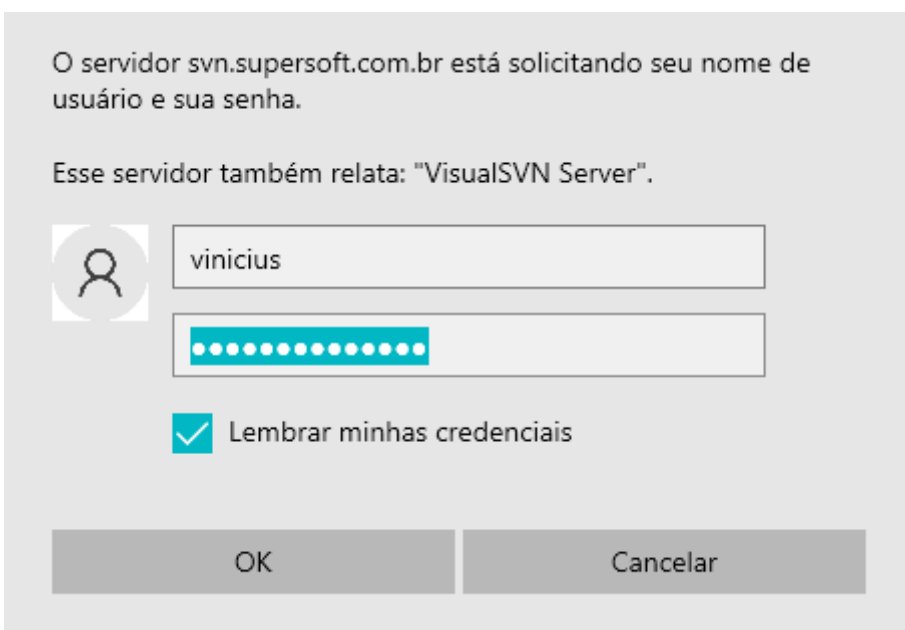 O servidor svn.supersoft.com.br está solicitando seu nome de
usuário e sua senha.
Esse servidor também relata: "VisualSVN Server".
vinicius
●●●●●●●●●●●●●●
Lembrar minhas credenciais
OK
Cancelar